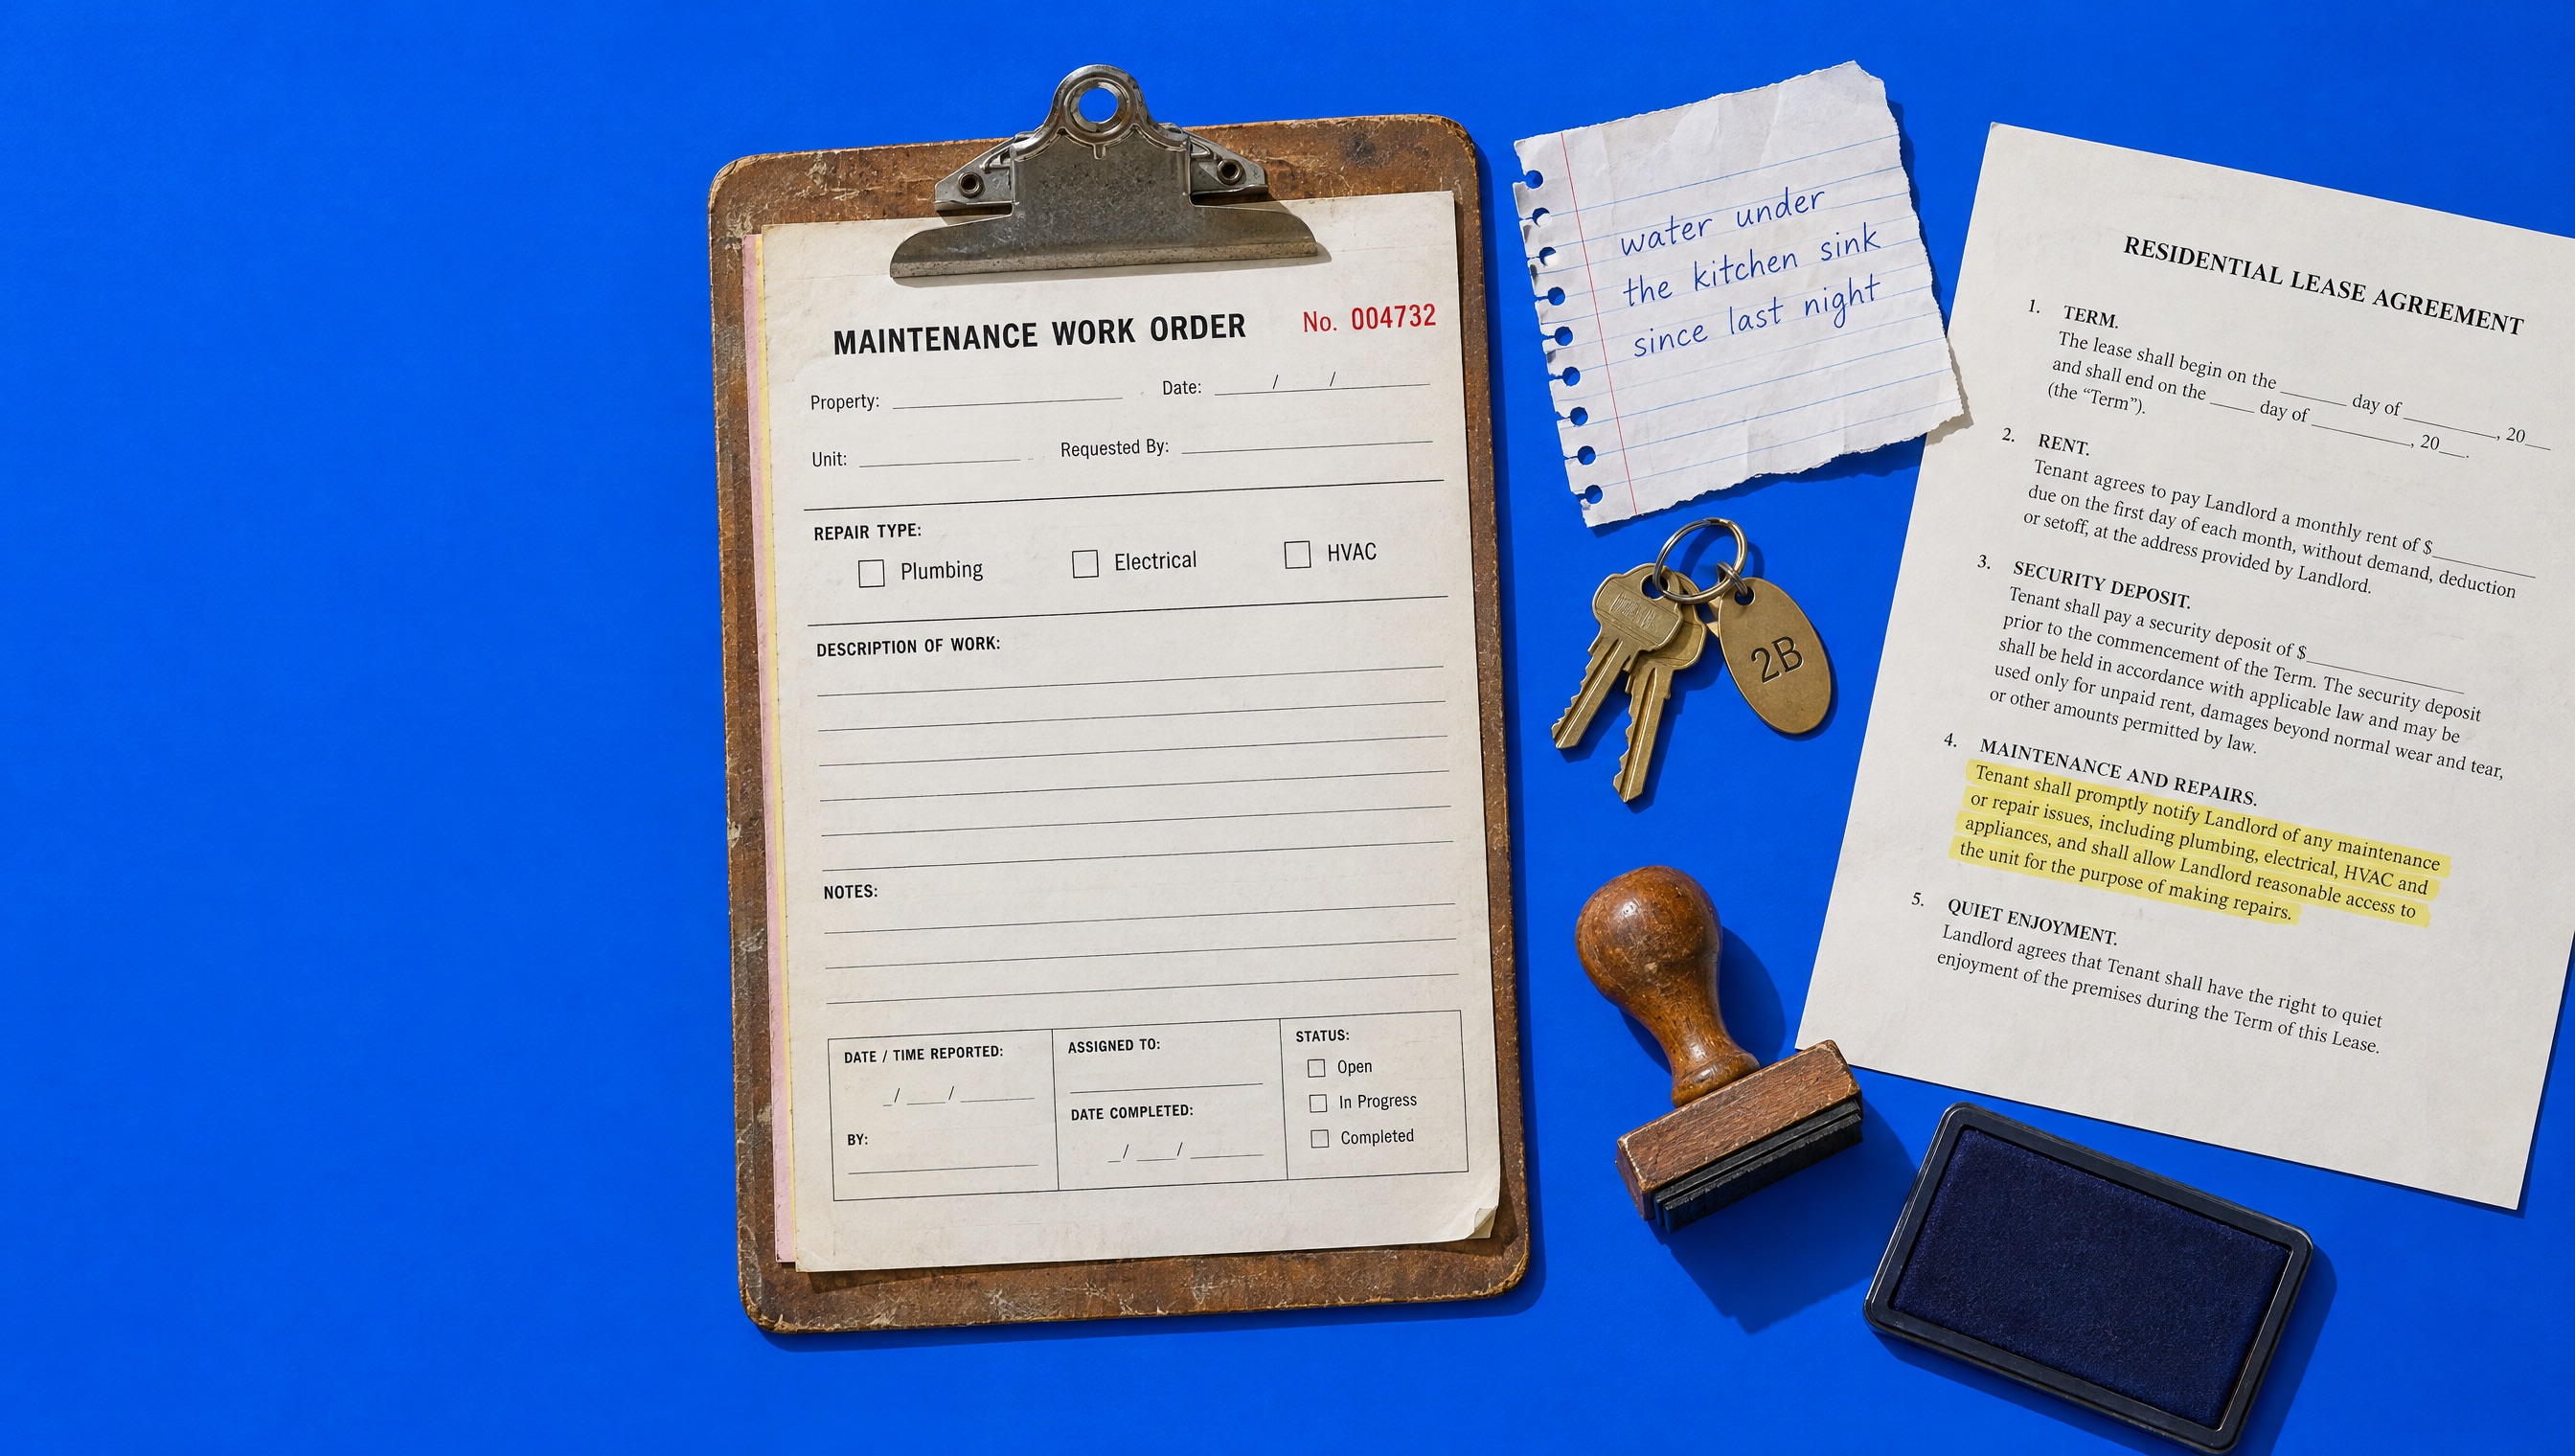 MAINTENANCE WORK ORDER No. 004732
Property: Date: / /
Unit: Requested By:
REPAIR TYPE:
Plumbing Electrical HVAC
DESCRIPTION OF WORK:
NOTES:
DATE / TIME REPORTED:
/ /
BY:
ASSIGNED TO:
DATE COMPLETED:
/ /
STATUS:
Open
In Progress
Completed
water under
the kitchen sink
since last night
2B
RESIDENTIAL LEASE AGREEMENT
1. TERM.
The lease shall begin on the ______ day of ________, 20__
and shall end on the ____ day of ________, 20__.
(the “Term”).
2. RENT.
Tenant agrees to pay Landlord a monthly rent of $________
due on the first day of each month, without demand, deduction
or setoff, at the address provided by Landlord.
3. SECURITY DEPOSIT.
Tenant shall pay a security deposit of $________
prior to the commencement of the Term. The security deposit
shall be held in accordance with applicable law and may be
used only for unpaid rent, damages beyond normal wear and tear,
or other amounts permitted by law.
4. MAINTENANCE AND REPAIRS.
Tenant shall promptly notify Landlord of any maintenance
or repair issues, including plumbing, electrical, HVAC and
appliances, and shall allow Landlord reasonable access to
the unit for the purpose of making repairs.
5. QUIET ENJOYMENT.
Landlord agrees that Tenant shall have the right to quiet
enjoyment of the premises during the Term of this Lease.